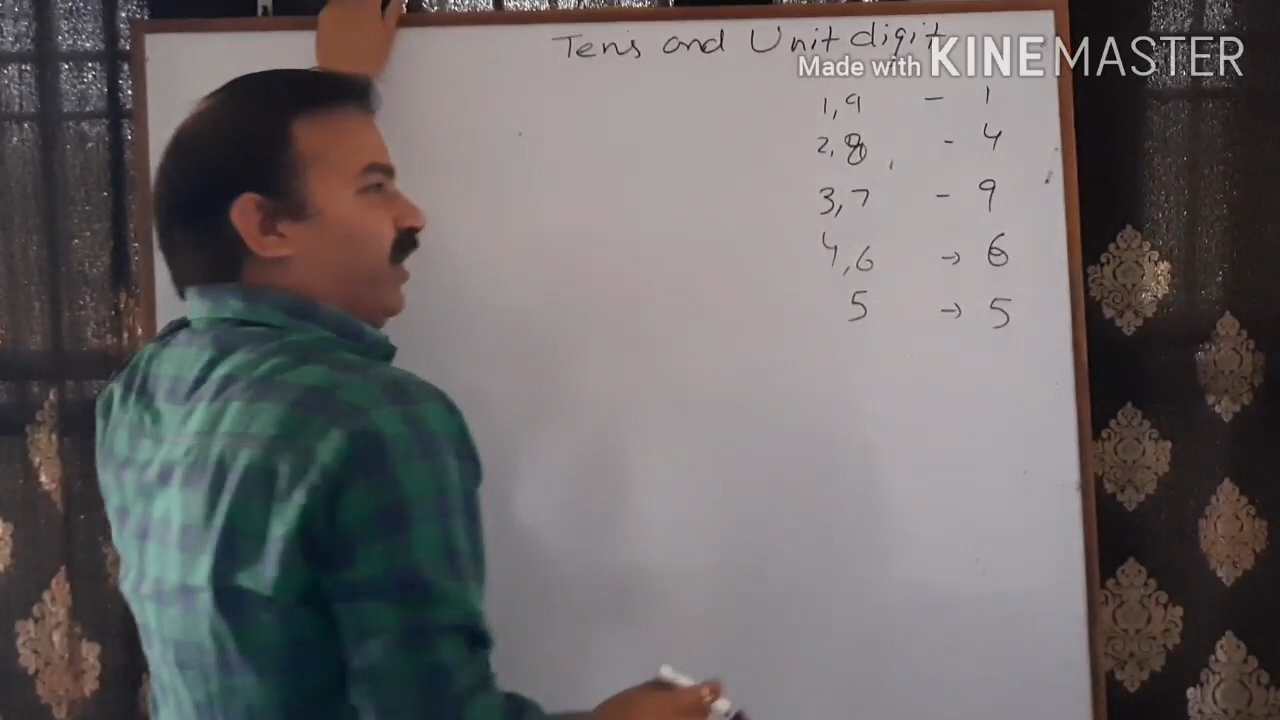 Ten's and Unit digit
Made with KINEMASTER
1,9 - 1
2,8 - 4
3,7 - 9
4,6 → 6
5 → 5